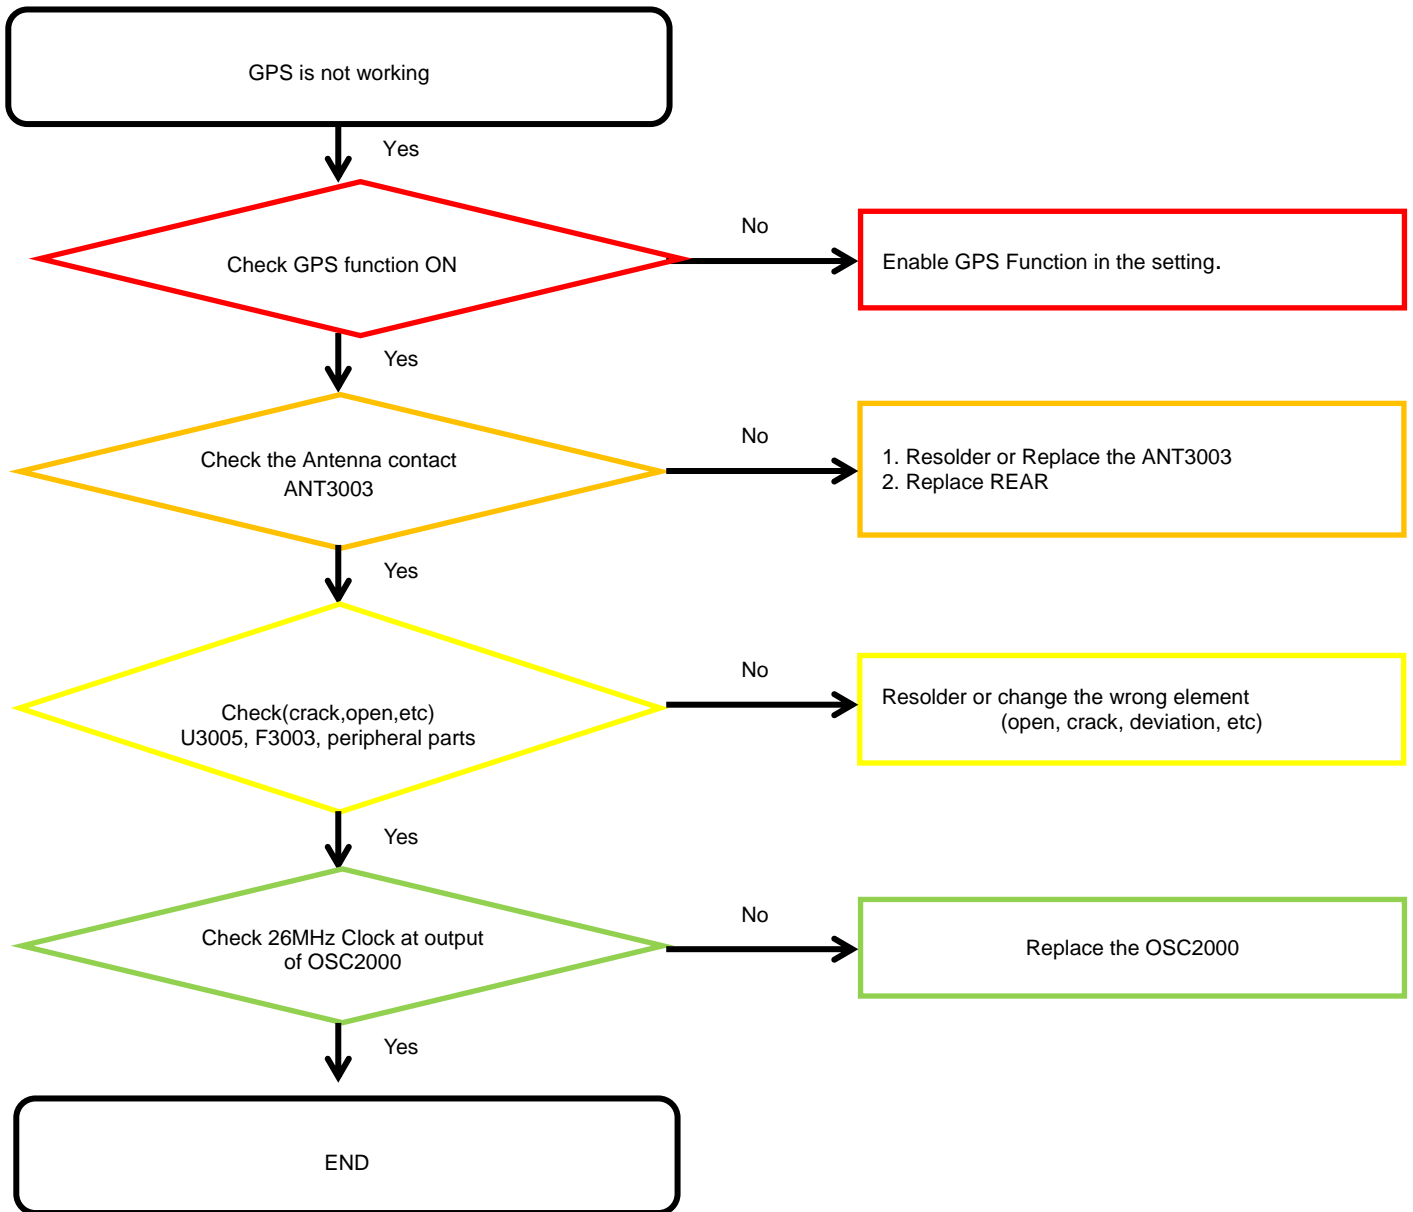 GPS is not working
Yes
Check GPS function ON
No
Enable GPS Function in the setting.
Yes
Check the Antenna contact
ANT3003
No
1. Resolder or Replace the ANT3003
2. Replace REAR
Yes
Check(crack,open,etc)
U3005, F3003, peripheral parts
No
Resolder or change the wrong element
(open, crack, deviation, etc)
Yes
Check 26MHz Clock at output
of OSC2000
No
Replace the OSC2000
Yes
END